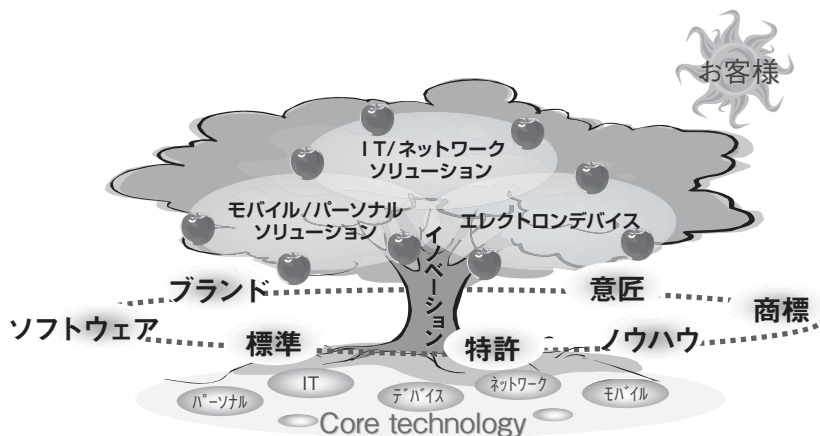 お客様
IT/ネットワーク
ソリューション
モバイル/パーソナル
ソリューション
エレクトロンデバイス
イノベーション
ブランド
意匠
商標
ソフトウェア
標準
特許
ノウハウ
IT
ネットワーク
パーソナル
デバイス
モバイル
Core technology